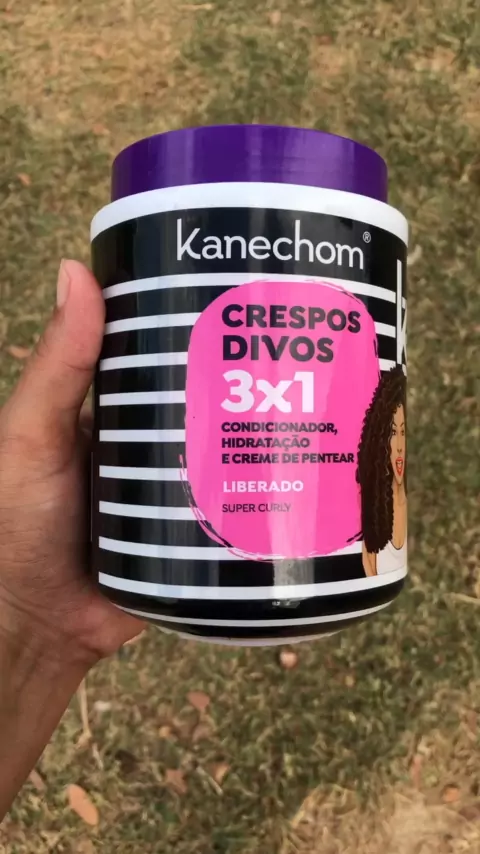 kanechom®
CRESPOS
DIVOS
3x1
CONDICIONADOR,
HIDRATAÇÃO
E CREME DE PENTEAR
LIBERADO
SUPER CURLY